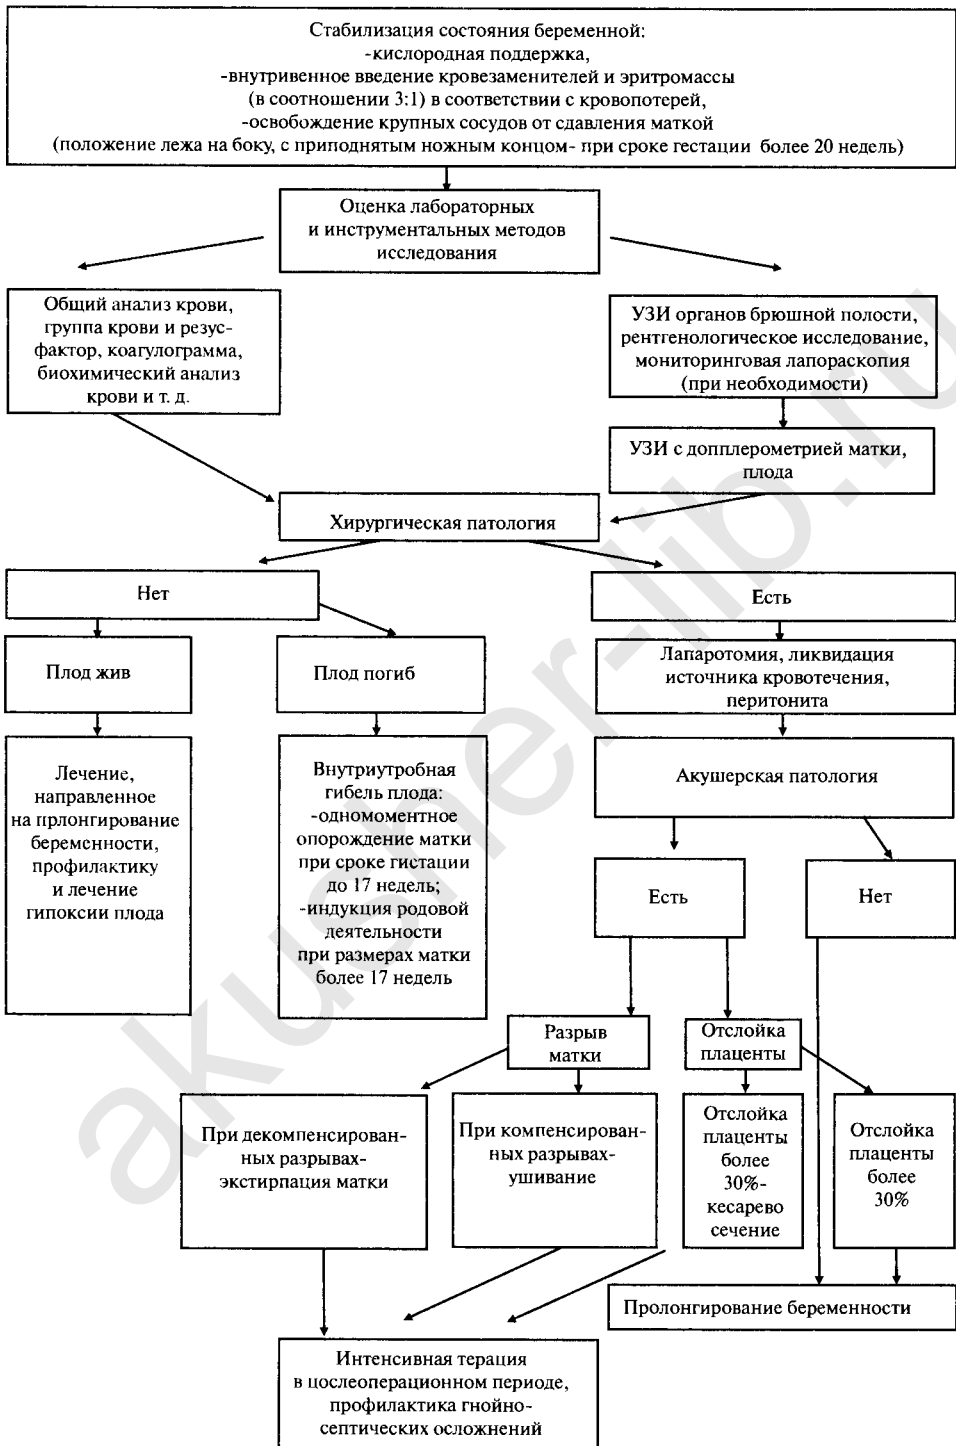 Стабилизация состояния беременной:
-кислородная поддержка,
-внутривенное введение кровезаменителей и эритромассы
(в соотношении 3:1) в соответствии с кровопотерей,
-освобождение крупных сосудов от сдавления маткой
(положение лежа на боку, с приподнятым ножным концом- при сроке гестации более 20 недель)
Оценка лабораторных
и инструментальных методов
исследования
Общий анализ крови,
группа крови и резус-
фактор, коагулограмма,
биохимический анализ
крови и т. д.
УЗИ органов брюшной полости,
рентгенологическое исследование,
мониторинговая лапораскопия
(при необходимости)
УЗИ с допплерометрией матки,
плода
Хирургическая патология
Нет
Есть
Плод жив
Плод погиб
Лапаротомия, ликвидация
источника кровотечения,
перитонита
Лечение,
направленное
на прлонгирование
беременности,
профилактику
и лечение
гипоксии плода
Внутриутробная
гибель плода:
-одномоментное
опорождение матки
при сроке гистации
до 17 недель;
-индукция родовой
деятельности
при размерах матки
более 17 недель
Акушерская патология
Есть
Нет
Разрыв
матки
Отслойка
плаценты
При декомпенсирован-
ных разрывах-
экстирпация матки
При компенсирован-
ных разрывах-
ушивание
Отслойка
плаценты
более
30%-
кесарево
сечение
Отслойка
плаценты
более
30%
Пролонгирование беременности
Интенсивная терапия
в цослеоперационном периоде,
профилактика гнойно-
септических осложнений
akusher-lib.ru